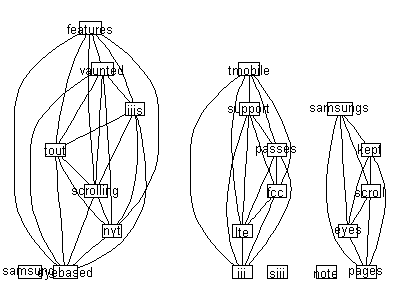 features
vaunted
tmobile
iiis
support
samsungs
tout
passes
kept
scrolling
fcc
scroll
nyt
lte
eyes
samsung
eyebased
iii
siii
note
pages